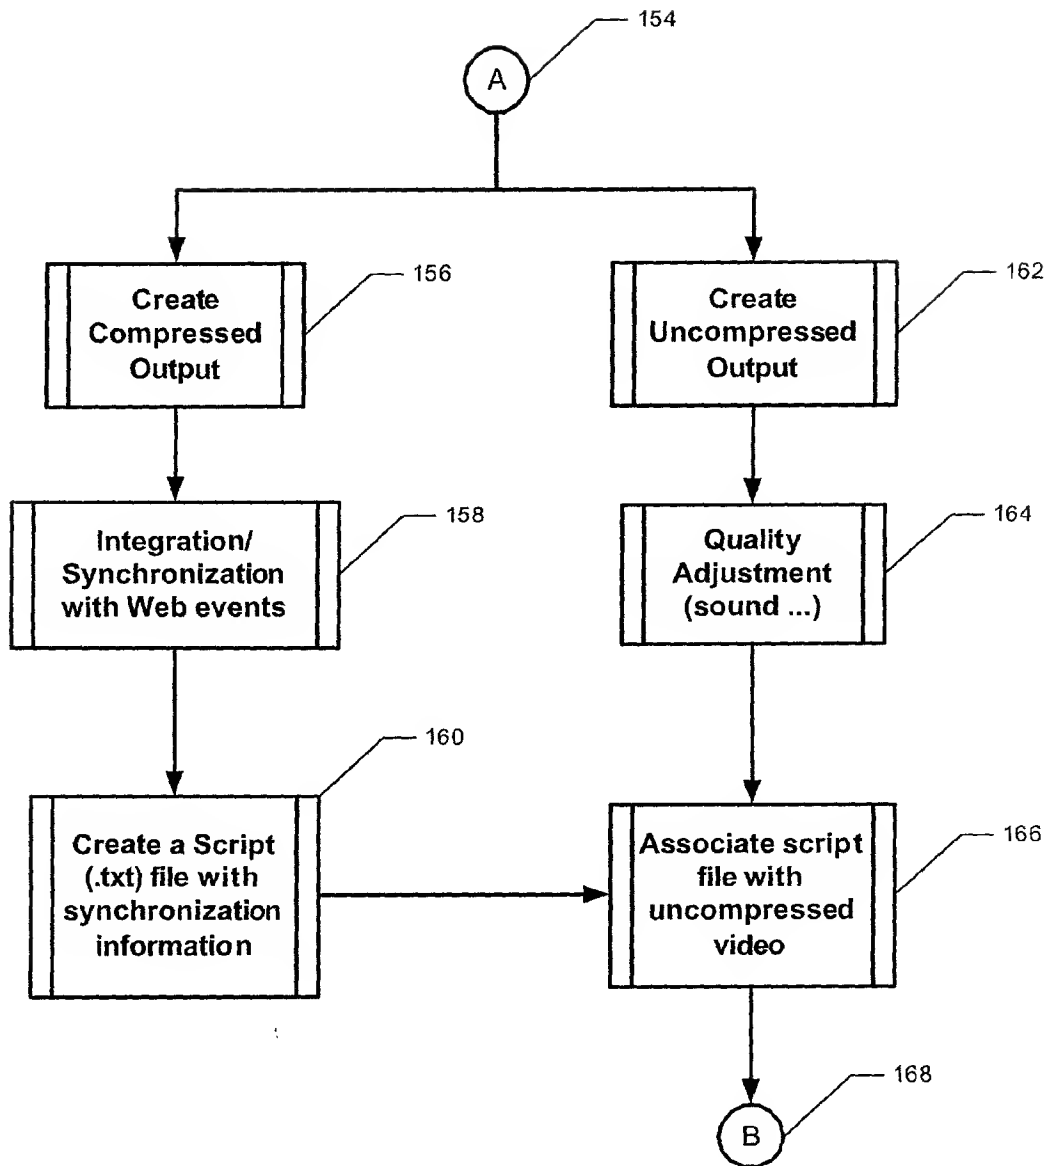 154
A
156
Create
Compressed
Output
162
Create
Uncompressed
Output
158
Integration/
Synchronization
with Web events
164
Quality
Adjustment
(sound ...)
160
Create a Script
(.txt) file with
synchronization
information
166
Associate script
file with
uncompressed
video
168
B